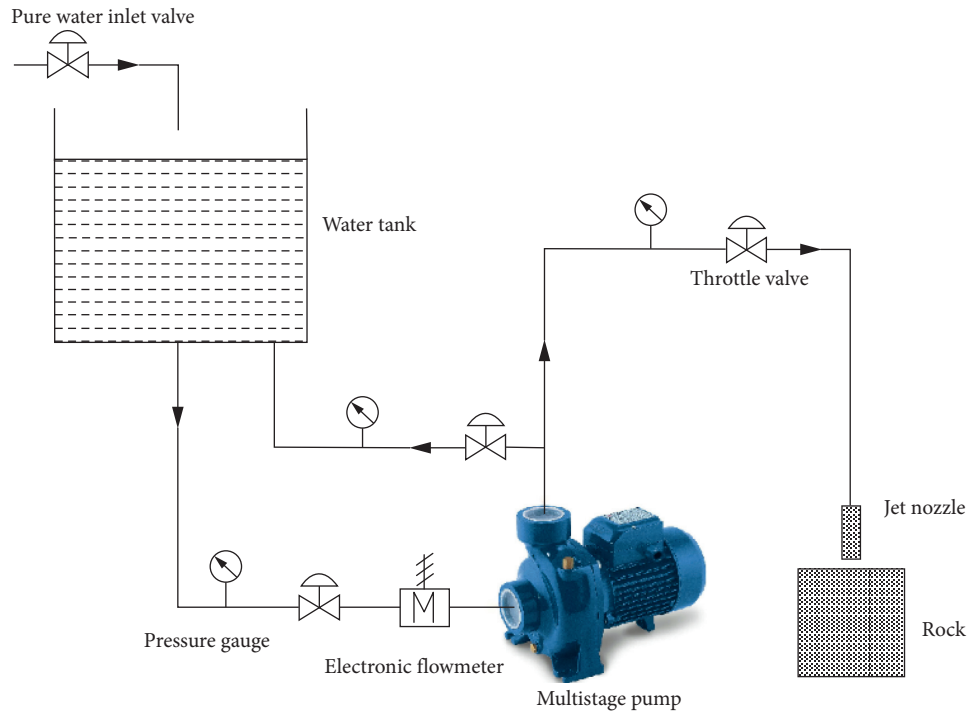 Pure water inlet valve
Water tank
Throttle valve
Jet nozzle
Rock
Pressure gauge
Electronic flowmeter
M
Multistage pump